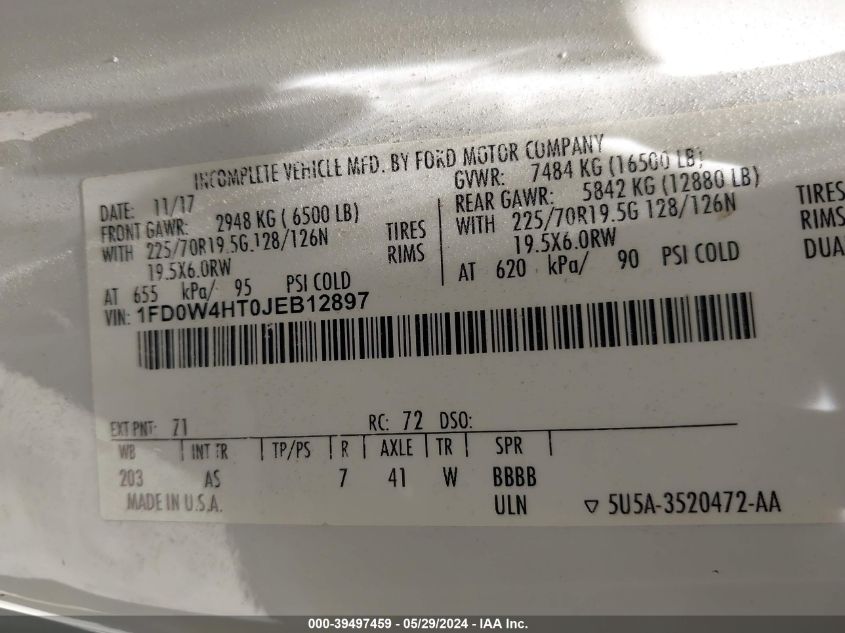 INCOMPLETE VEHICLE MFD. BY FORD MOTOR COMPANY
DATE: 11/17
FRONT GAWR: 2948 KG ( 6500 LB)
WITH 225/70R19.5G 128/126N TIRES
19.5X6.0RW RIMS
AT 655 kPa/ 95 PSI COLD
GVWR: 7484 KG (16500 LB)
REAR GAWR: 5842 KG (12880 LB)
WITH 225/70R19.5G 128/126N TIRES
19.5X6.0RW RIMS
AT 620 kPa/ 90 PSI COLD DUA
VIN: 1FD0W4HT0JEB12897
EXT PNT: Z1 RC: 72 DSO:
WB INT TR TP/PS R AXLE TR SPR
203 AS 7 41 W BBBB
MADE IN U.S.A. ULN ▽ 5U5A-3520472-AA
000-39497459 - 05/29/2024 - IAA Inc.